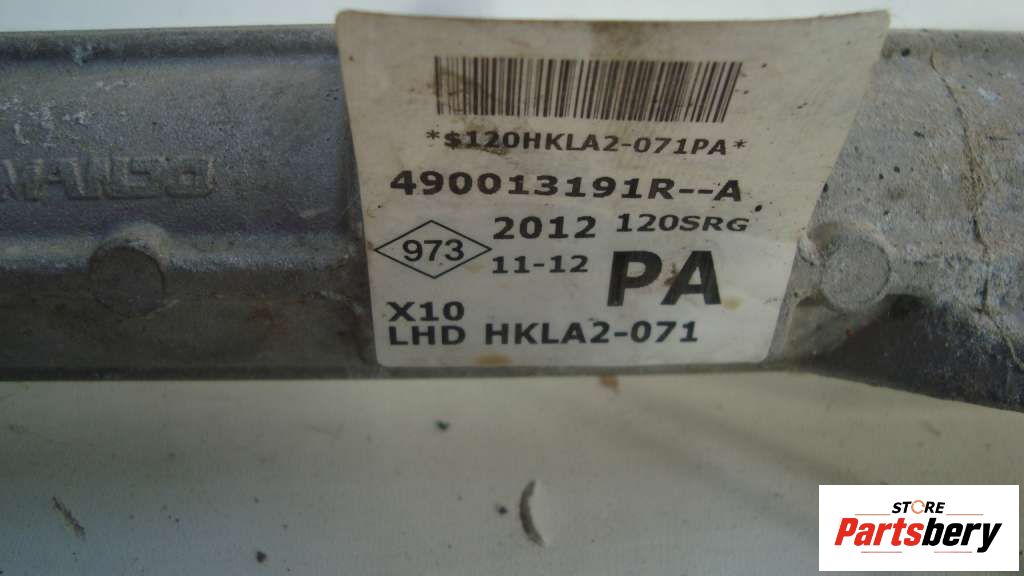 *$120HKLA2-071PA*
490013191R--A
973
2012 120SRG
11-12 PA
X10
LHD HKLA2-071
STORE
Partsbery